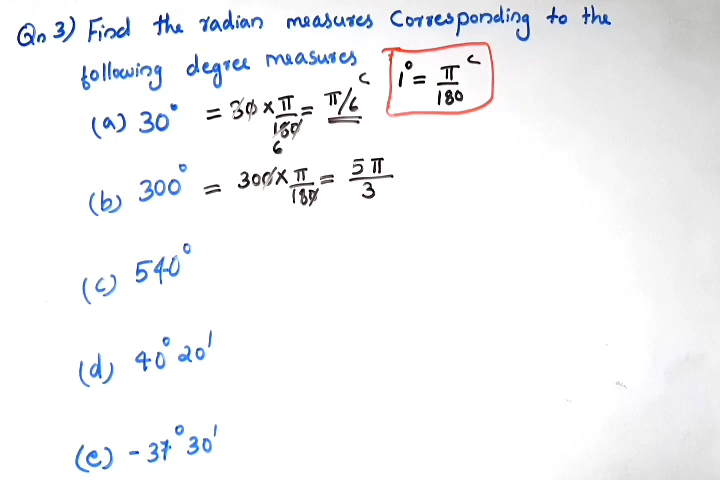 Qn 3) Find the radian measures Corresponding to the
following degree measures
1° = π/180 ᶜ
(a) 30° = 30 × π/180 = π/6 ᶜ
6
(b) 300° = 300 × π/180 = 5π/3
(c) 540°
(d) 40° 20'
(e) - 37° 30'